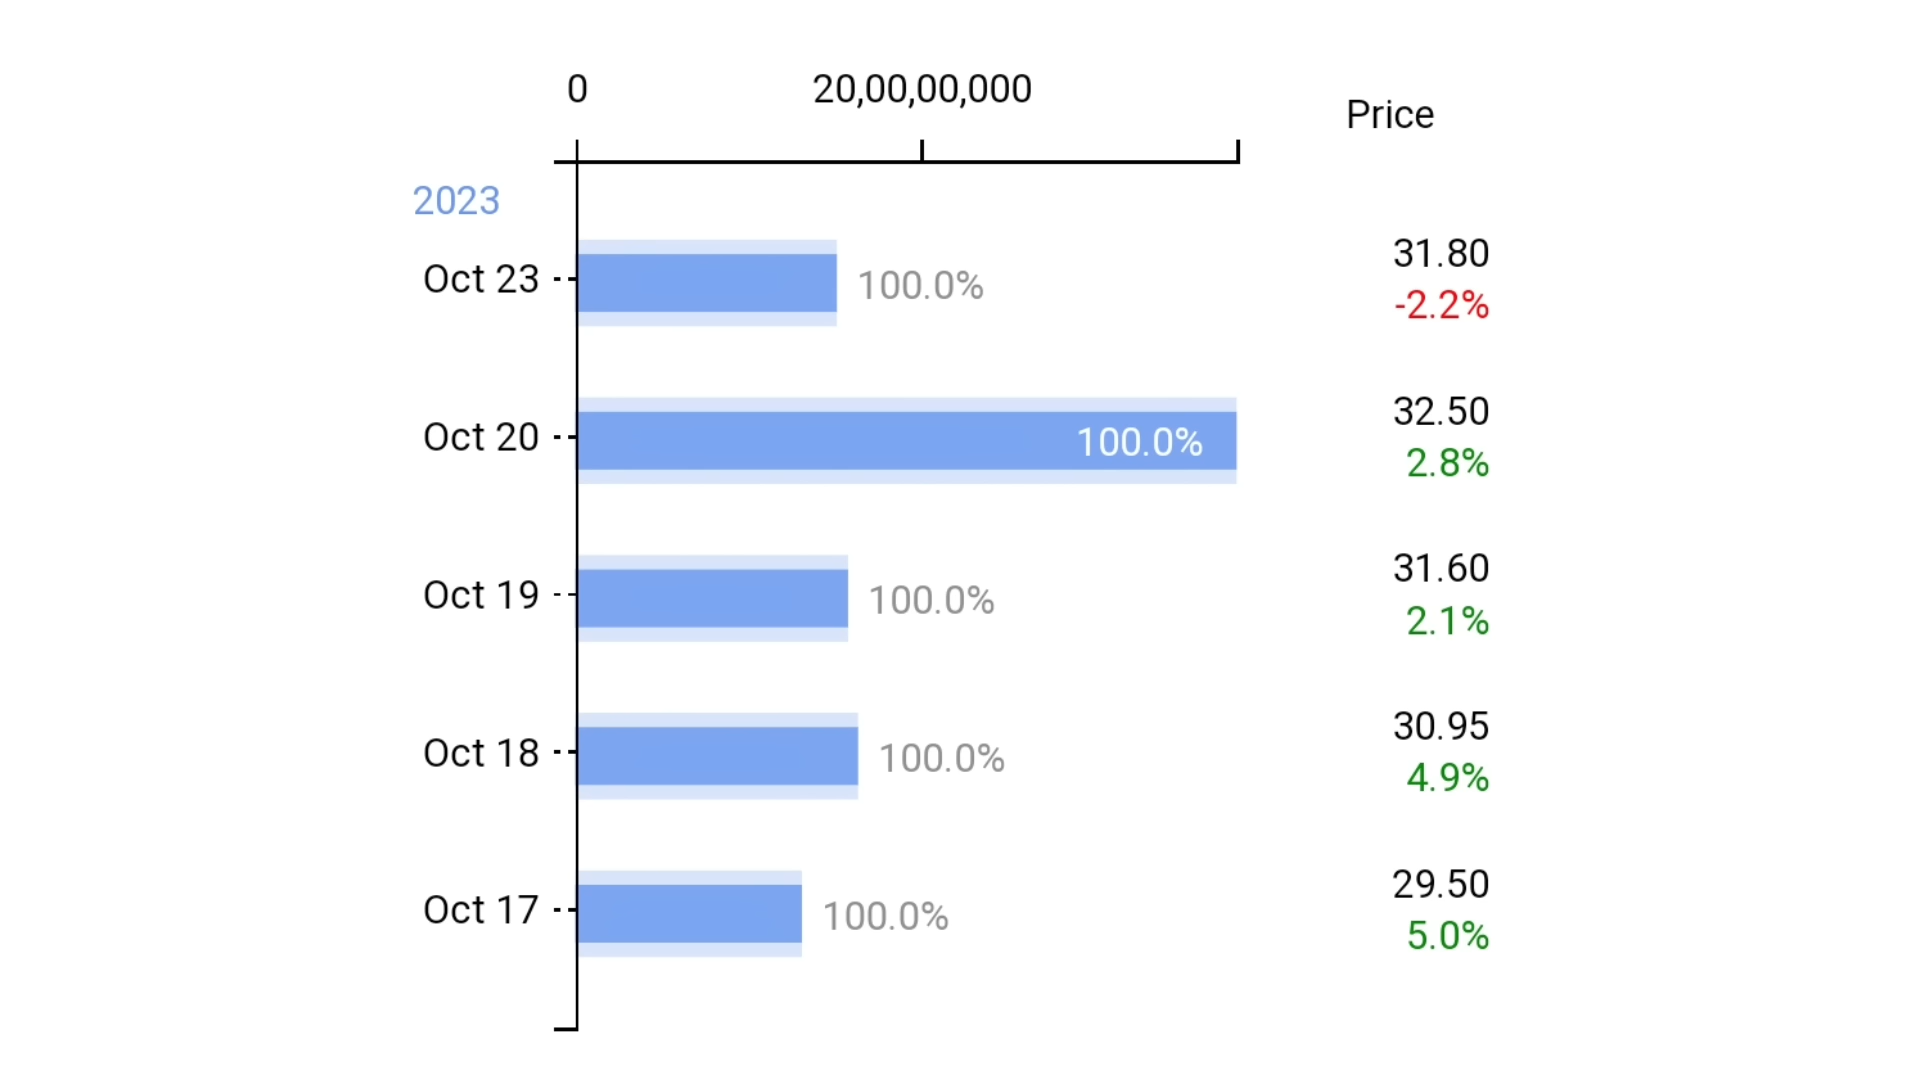 0 20,00,00,000
Price
2023
Oct 23 100.0% 31.80
-2.2%
Oct 20 100.0% 32.50
2.8%
Oct 19 100.0% 31.60
2.1%
Oct 18 100.0% 30.95
4.9%
Oct 17 100.0% 29.50
5.0%